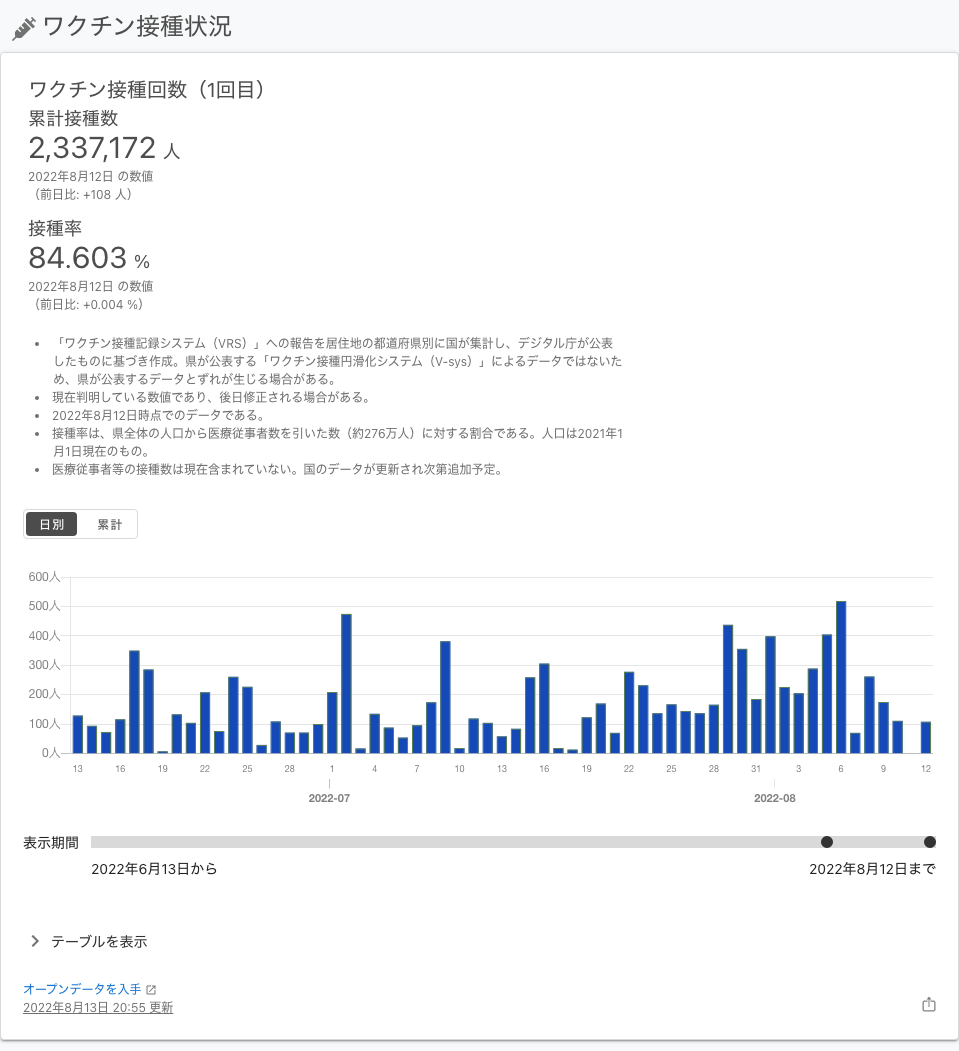 ワクチン接種状況
ワクチン接種回数（1回目）
累計接種数
2,337,172 人
2022年8月12日 の数値
（前日比: +108 人）
接種率
84.603 %
2022年8月12日 の数値
（前日比: +0.004 %）
• 「ワクチン接種記録システム（VRS）」への報告を居住地の都道府県別に国が集計し、デジタル庁が公表
したものに基づき作成。県が公表する「ワクチン接種円滑化システム（V-sys）」によるデータではないた
め、県が公表するデータとずれが生じる場合がある。
• 現在判明している数値であり、後日修正される場合がある。
• 2022年8月12日時点でのデータである。
• 接種率は、県全体の人口から医療従事者数を引いた数（約276万人）に対する割合である。人口は2021年1
月1日現在のもの。
• 医療従事者等の接種数は現在含まれていない。国のデータが更新され次第追加予定。
日別 累計
600人
500人
400人
300人
200人
100人
0人
13 16 19 22 25 28 1 4 7 10 13 16 19 22 25 28 31 3 6 9 12
2022-07 2022-08
表示期間
2022年6月13日から 2022年8月12日まで
テーブルを表示
オープンデータを入手
2022年8月13日 20:55 更新